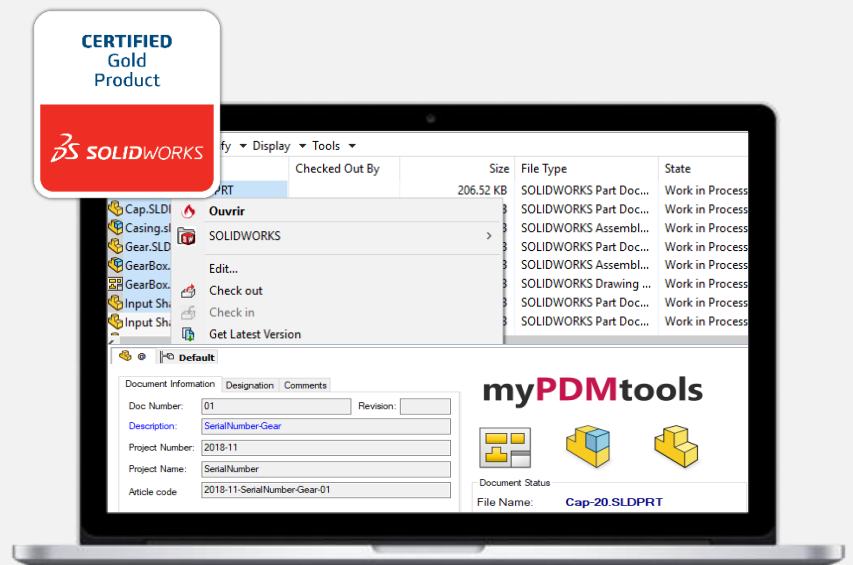 CERTIFIED
Gold
Product
SOLIDWORKS
fy Display Tools
Checked Out By Size File Type State
PRT 206.52 KB SOLIDWORKS Part Doc... Work in Process
Cap.SLD SOLIDWORKS Part Doc... Work in Process
Casing.sl SOLIDWORKS Assembl... Work in Process
Gear.SLD SOLIDWORKS Part Doc... Work in Process
GearBox. SOLIDWORKS Assembl... Work in Process
GearBox. SOLIDWORKS Drawing ... Work in Process
Input Sha SOLIDWORKS Part Doc... Work in Process
Input Sha SOLIDWORKS Part Doc... Work in Process
Ouvrir
SOLIDWORKS
Edit...
Check out
Check in
Get Latest Version
@ Default
Document Information Designation Comments
Doc Number: 01 Revision:
Description: SerialNumber-Gear
Project Number: 2018-11
Project Name: SerialNumber
Article code 2018-11-SerialNumber-Gear-01
myPDMtools
Document Status
File Name: Cap-20.SLDPRT